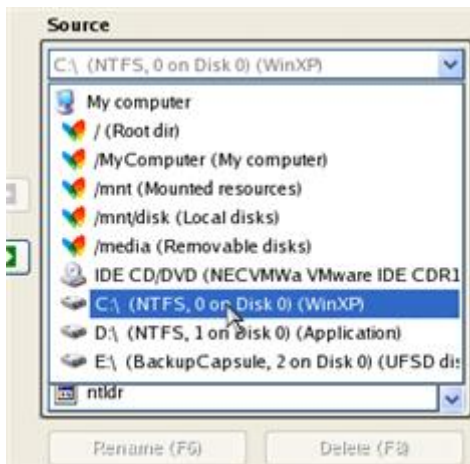 Source
C:\ (NTFS, 0 on Disk 0) (WinXP)
My computer
/ (Root dir)
/MyComputer (My computer)
/mnt (Mounted resources)
/mnt/disk (Local disks)
/media (Removable disks)
IDE CD/DVD (NECVMWa VMware IDE CDR1
C:\ (NTFS, 0 on Disk 0) (WinXP)
D:\ (NTFS, 1 on Disk 0) (Application)
E:\ (BackupCapsule, 2 on Disk 0) (UFSD dis
ntldr
Rename (F6)
Delete (F8)